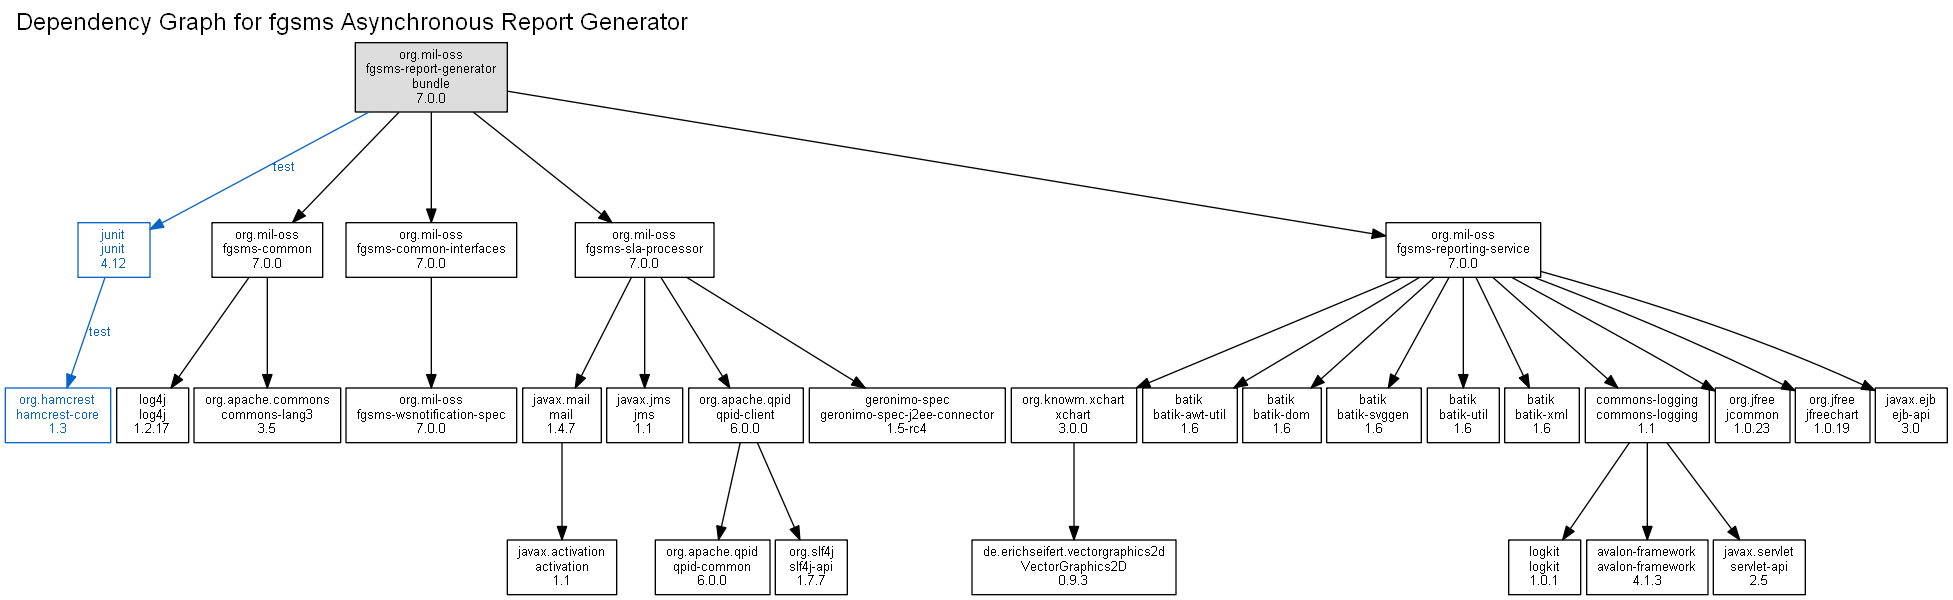 Dependency Graph for fgsms Asynchronous Report Generator
org.mil-oss
fgsms-report-generator
bundle
7.0.0
test
junit
junit
4.12
org.mil-oss
fgsms-common
7.0.0
org.mil-oss
fgsms-common-interfaces
7.0.0
org.mil-oss
fgsms-sla-processor
7.0.0
org.mil-oss
fgsms-reporting-service
7.0.0
test
org.hamcrest
hamcrest-core
1.3
log4j
log4j
1.2.17
org.apache.commons
commons-lang3
3.5
org.mil-oss
fgsms-wsnotification-spec
7.0.0
javax.mail
mail
1.4.7
javax.jms
jms
1.1
org.apache.qpid
qpid-client
6.0.0
geronimo-spec
geronimo-spec-j2ee-connector
1.5-rc4
org.knowm.xchart
xchart
3.0.0
batik
batik-awt-util
1.6
batik
batik-dom
1.6
batik
batik-svggen
1.6
batik
batik-util
1.6
batik
batik-xml
1.6
commons-logging
commons-logging
1.1
org.jfree
jcommon
1.0.23
org.jfree
jfreechart
1.0.19
javax.ejb
ejb-api
3.0
javax.activation
activation
1.1
org.apache.qpid
qpid-common
6.0.0
org.slf4j
slf4j-api
1.7.7
de.erichseifert.vectorgraphics2d
VectorGraphics2D
0.9.3
logkit
logkit
1.0.1
avalon-framework
avalon-framework
4.1.3
javax.servlet
servlet-api
2.5